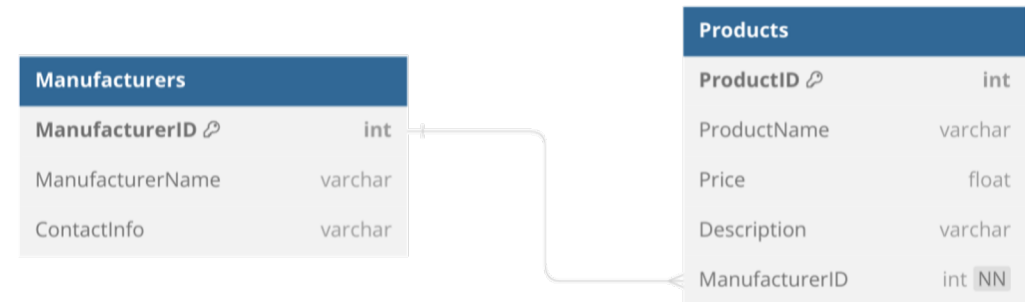 Manufacturers
ManufacturerID int
ManufacturerName varchar
ContactInfo varchar
Products
ProductID int
ProductName varchar
Price float
Description varchar
ManufacturerID int NN